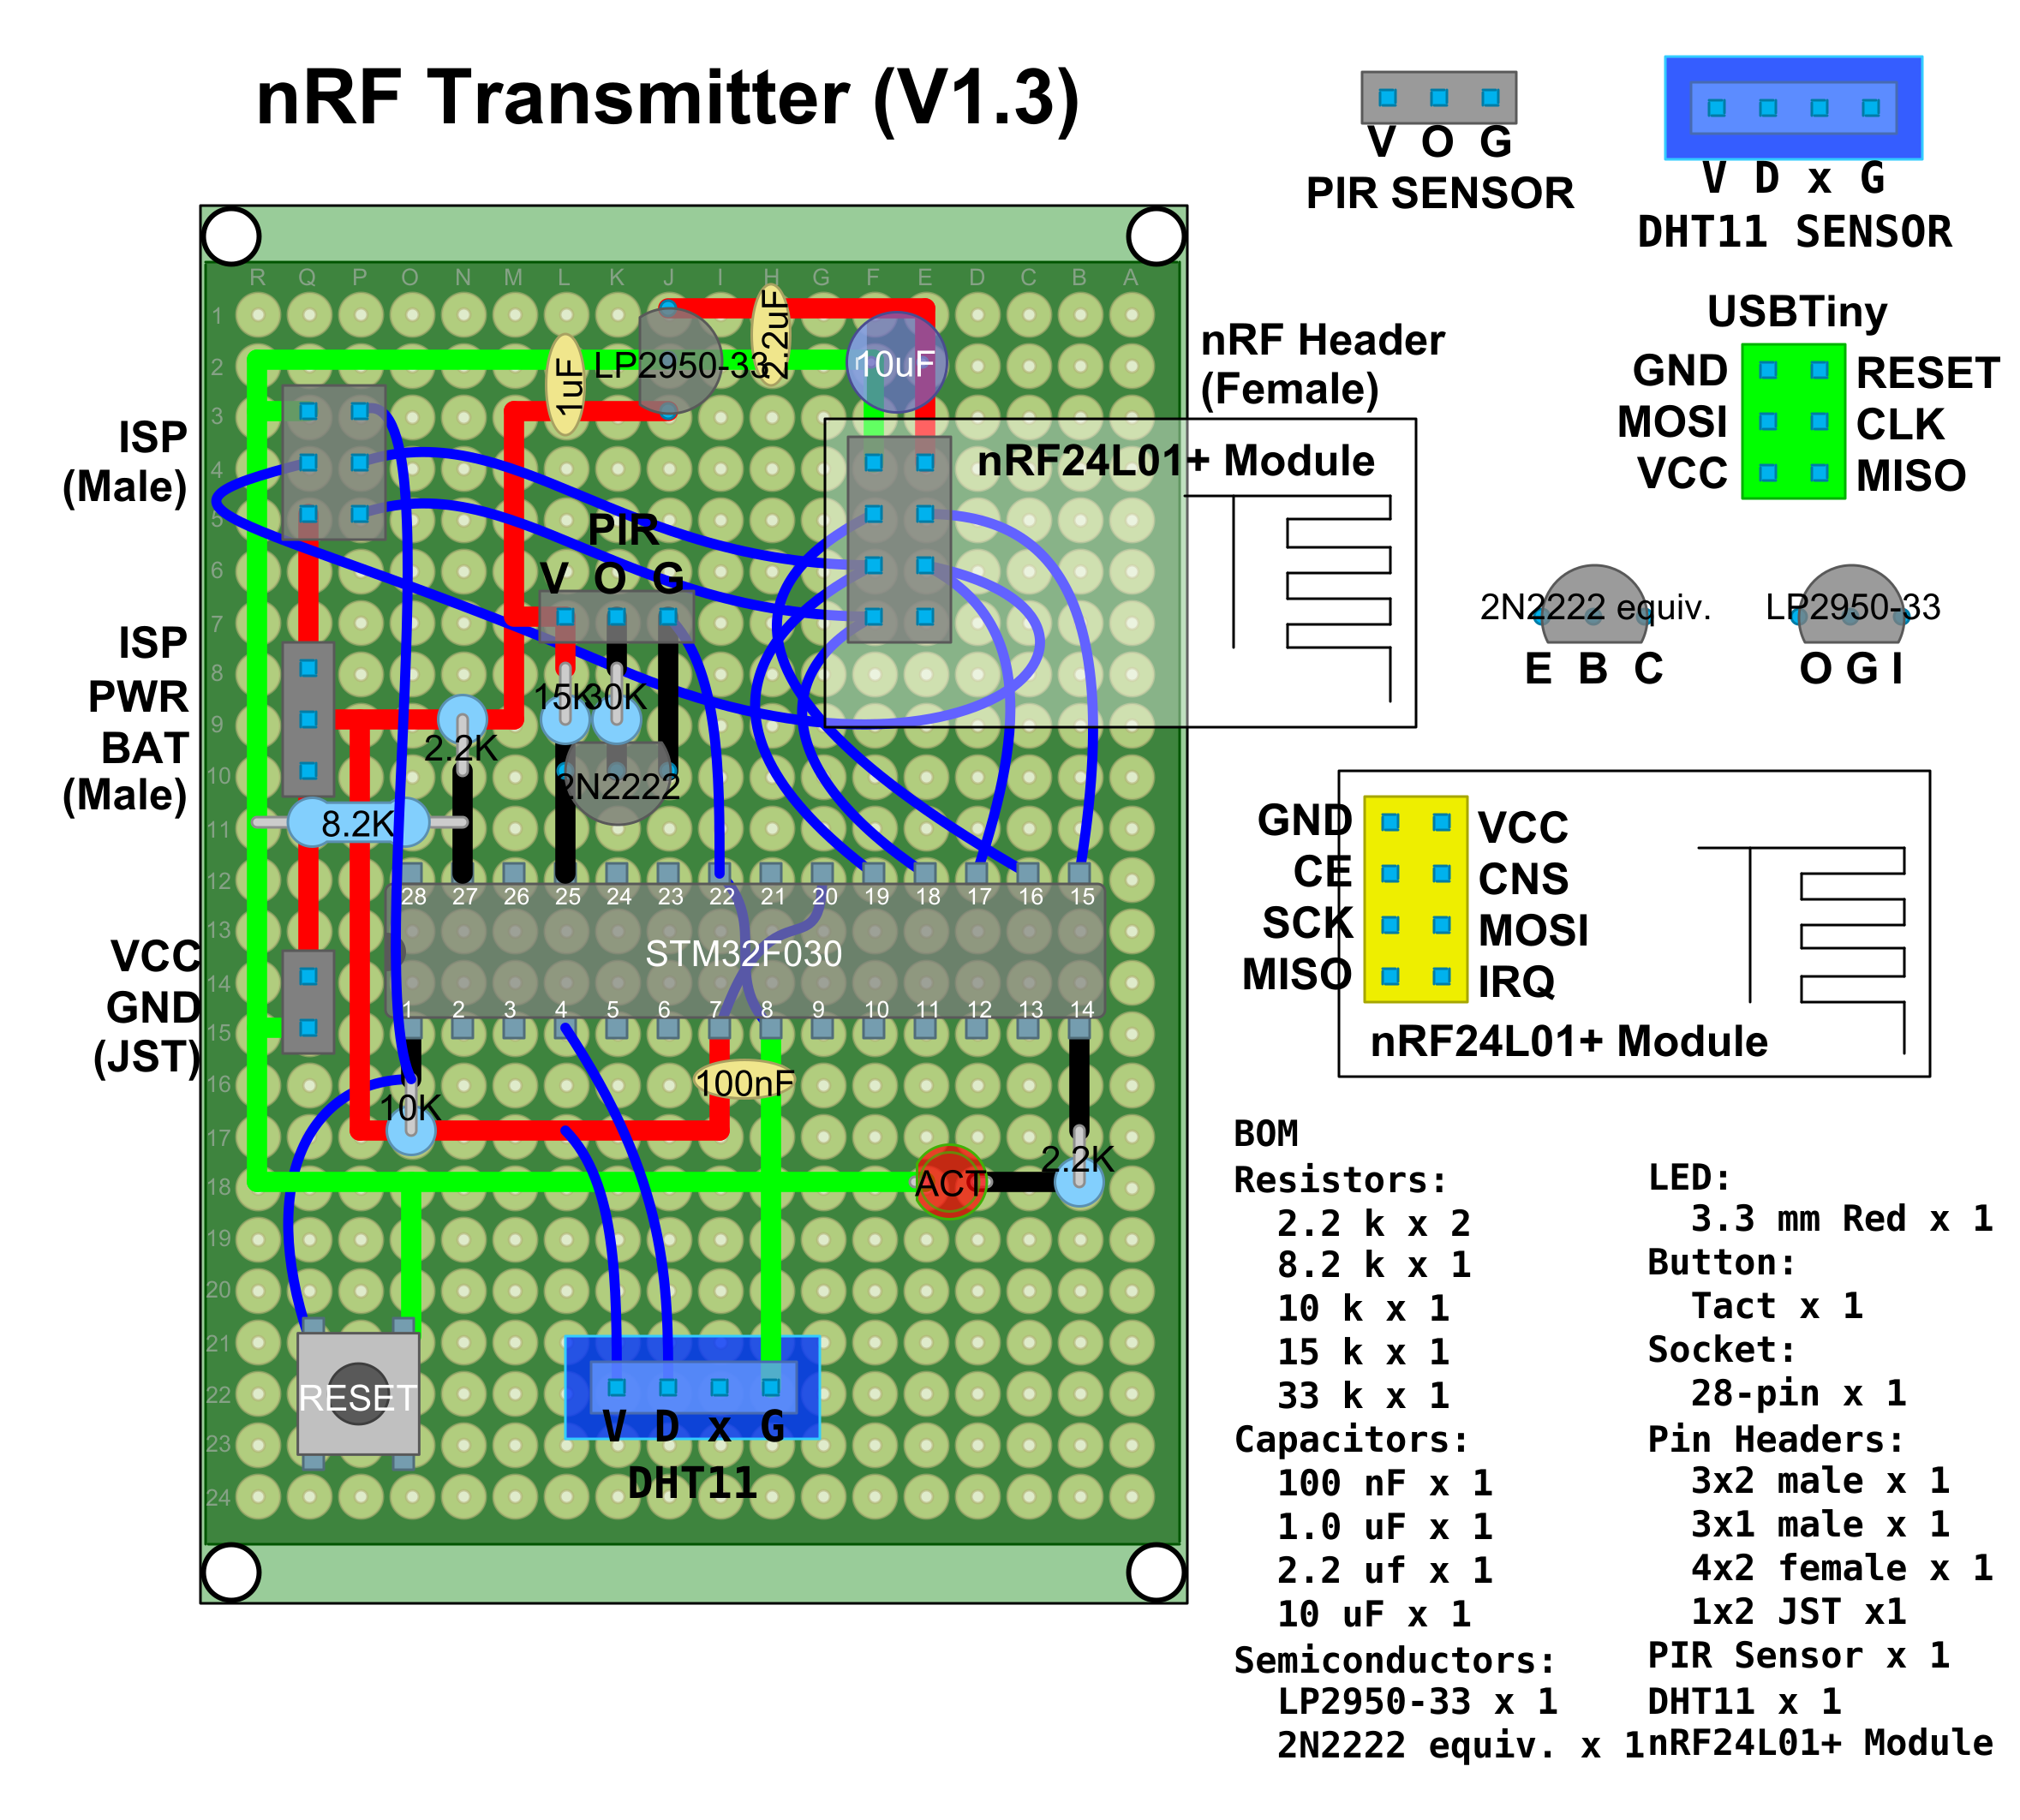 nRF Transmitter (V1.3)
V O G
PIR SENSOR
V D x G
DHT11 SENSOR
USBTiny
GND RESET
MOSI CLK
VCC MISO
nRF Header
(Female)
R Q P O N M L K J I H G F E D C B A
1
2
3
4
5
6
7
8
9
10
11
12
13
14
15
16
17
18
19
20
21
22
23
24
2.2uF
LP2950-33
1uF
10uF
ISP
(Male)
nRF24L01+ Module
PIR
V O G
ISP
PWR
BAT
(Male)
15K
30K
2.2K
2N2222
8.2K
28 27 26 25 24 23 22 21 20 19 18 17 16 15
STM32F030
1 2 3 4 5 6 7 8 9 10 11 12 13 14
VCC
GND
(JST)
10K
100nF
2.2K
ACT
RESET
V D x G
DHT11
2N2222 equiv.
E B C
LP2950-33
O G I
GND VCC
CE CNS
SCK MOSI
MISO IRQ
nRF24L01+ Module
BOM
Resistors:
2.2 k x 2
8.2 k x 1
10 k x 1
15 k x 1
33 k x 1
Capacitors:
100 nF x 1
1.0 uF x 1
2.2 uf x 1
10 uF x 1
Semiconductors:
LP2950-33 x 1
2N2222 equiv. x 1
LED:
3.3 mm Red x 1
Button:
Tact x 1
Socket:
28-pin x 1
Pin Headers:
3x2 male x 1
3x1 male x 1
4x2 female x 1
1x2 JST x1
PIR Sensor x 1
DHT11 x 1
nRF24L01+ Module